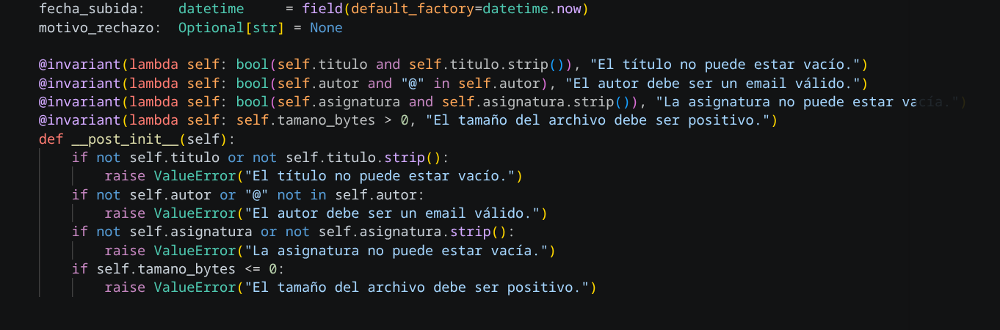 fecha_subida:    datetime     = field(default_factory=datetime.now)
motivo_rechazo:  Optional[str] = None
@invariant(lambda self: bool(self.titulo and self.titulo.strip()), "El título no puede estar vacío.")
@invariant(lambda self: bool(self.autor and "@" in self.autor), "El autor debe ser un email válido.")
@invariant(lambda self: bool(self.asignatura and self.asignatura.strip()), "La asignatura no puede estar vacía.")
@invariant(lambda self: self.tamano_bytes > 0, "El tamaño del archivo debe ser positivo.")
def __post_init__(self):
    if not self.titulo or not self.titulo.strip():
        raise ValueError("El título no puede estar vacío.")
    if not self.autor or "@" not in self.autor:
        raise ValueError("El autor debe ser un email válido.")
    if not self.asignatura or not self.asignatura.strip():
        raise ValueError("La asignatura no puede estar vacía.")
    if self.tamano_bytes <= 0:
        raise ValueError("El tamaño del archivo debe ser positivo.")